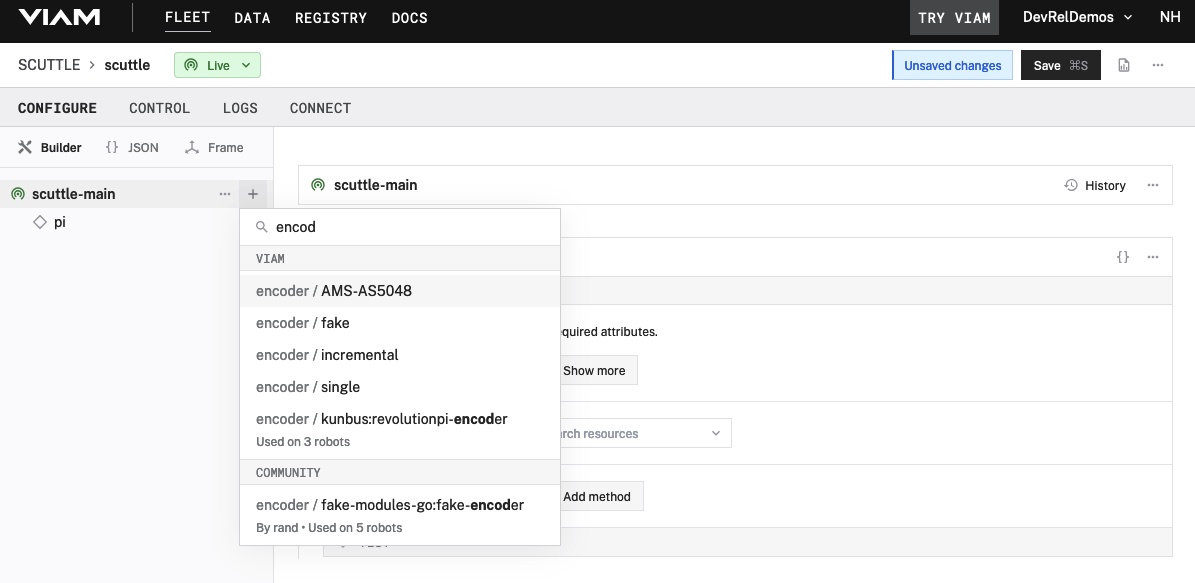 VIAM FLEET DATA REGISTRY DOCS TRY VIAM DevRelDemos NH
SCUTTLE > scuttle Live Unsaved changes Save ⌘S
CONFIGURE CONTROL LOGS CONNECT
Builder {} JSON Frame
scuttle-main ... +
pi
encod
VIAM
encoder / AMS-AS5048
encoder / fake
encoder / incremental
encoder / single
encoder / kunbus:revolutionpi-encoder
Used on 3 robots
COMMUNITY
encoder / fake-modules-go:fake-encoder
By rand • Used on 5 robots
scuttle-main History ...
{} ...
quired attributes.
Show more
rch resources
Add method